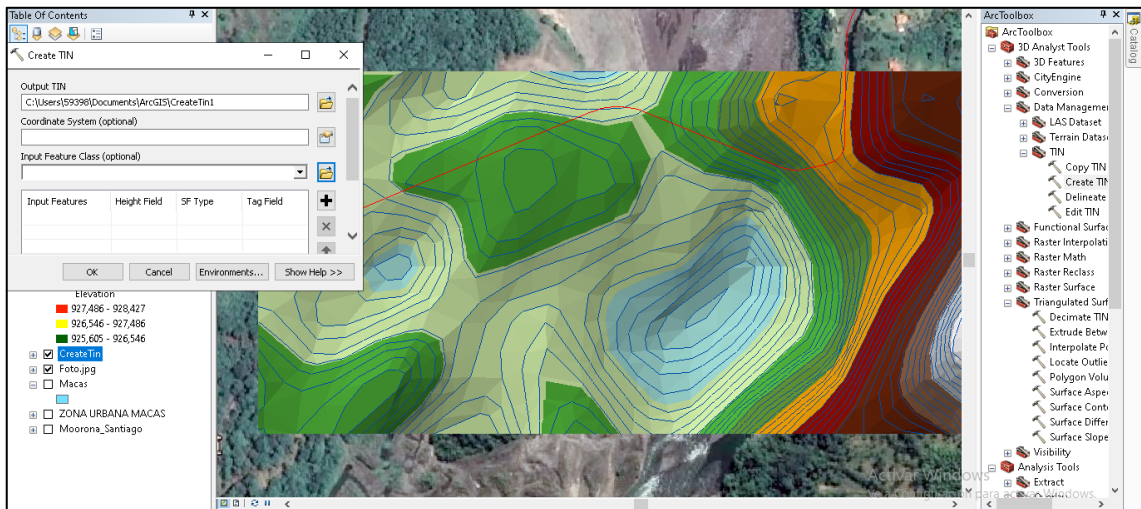 Table Of Contents
Create TIN
Output TIN
C:\Users\59398\Documents\ArcGIS\CreateTin1
Coordinate System (optional)
Input Feature Class (optional)
Input Features Height Field SF Type Tag Field
OK Cancel Environments... Show Help >>
Elevation
927,486 - 928,427
926,546 - 927,486
925,605 - 926,546
CreateTin
Foto.jpg
Macas
ZONA URBANA MACAS
Moorona_Santiago
ArcToolbox
ArcToolbox
3D Analyst Tools
3D Features
CityEngine
Conversion
Data Managemer
LAS Dataset
Terrain Datas
TIN
Copy TIN
Create TIN
Delineate
Edit TIN
Functional Surfac
Raster Interpolati
Raster Math
Raster Reclass
Raster Surface
Triangulated Surf
Decimate TIN
Extrude Betw
Interpolate Po
Locate Outlie
Polygon Volu
Surface Aspe
Surface Cont
Surface Differ
Surface Slope
Visibility
Analysis Tools
Extract
Catalog
Activar Windows
para activar Windows.